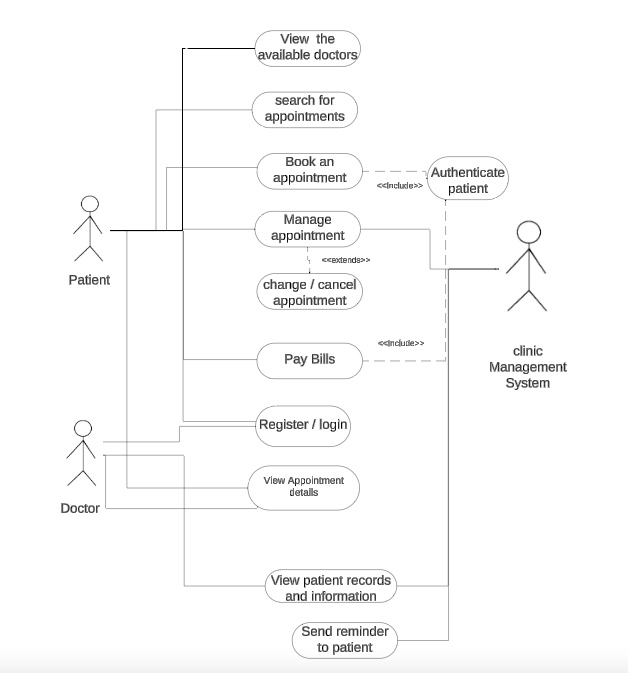 View the
available doctors
search for
appointments
Book an
appointment
<<Include>>
Authenticate
patient
Manage
appointment
<<extends>>
change / cancel
appointment
Patient
<<Include>>
Pay Bills
clinic
Management
System
Register / login
View Appointment
details
Doctor
View patient records
and information
Send reminder
to patient